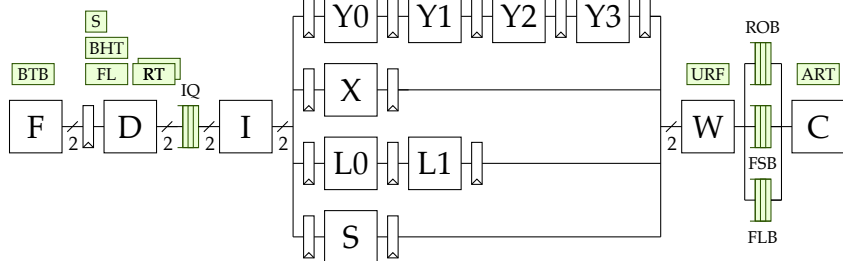 Y0 Y1 Y2 Y3
S
BHT
FL RT
BTB
IQ
ROB
URF
ART
X
F D I W C
2 2 2 2 2
FSB
L0 L1
FLB
S